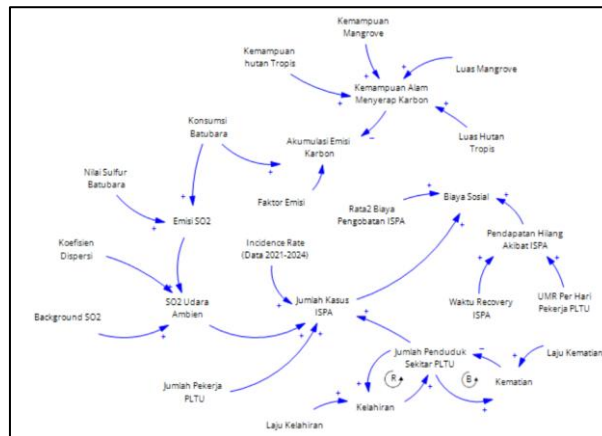 Kemampuan
Mangrove
Kemampuan
hutan Tropis
Luas Mangrove
Kemampuan Alam
Menyerap Karbon
Konsumsi
Batubara
Akumulasi Emisi
Karbon
Luas Hutan
Tropis
Nilai Sulfur
Batubara
Faktor Emisi
Rata2 Biaya
Pengobatan ISPA
Biaya Sosial
Emisi SO2
Pendapatan Hilang
Akibat ISPA
Koefisien
Dispersi
Incidence Rate
(Data 2021-2024)
SO2 Udara
Ambien
Jumlah Kasus
ISPA
Waktu Recovery
ISPA
UMR Per Hari
Pekerja PLTU
Background SO2
Jumlah Penduduk
Sekitar PLTU
Laju Kematian
Jumlah Pekerja
PLTU
R
B
Kematian
Kelahiran
Laju Kelahiran